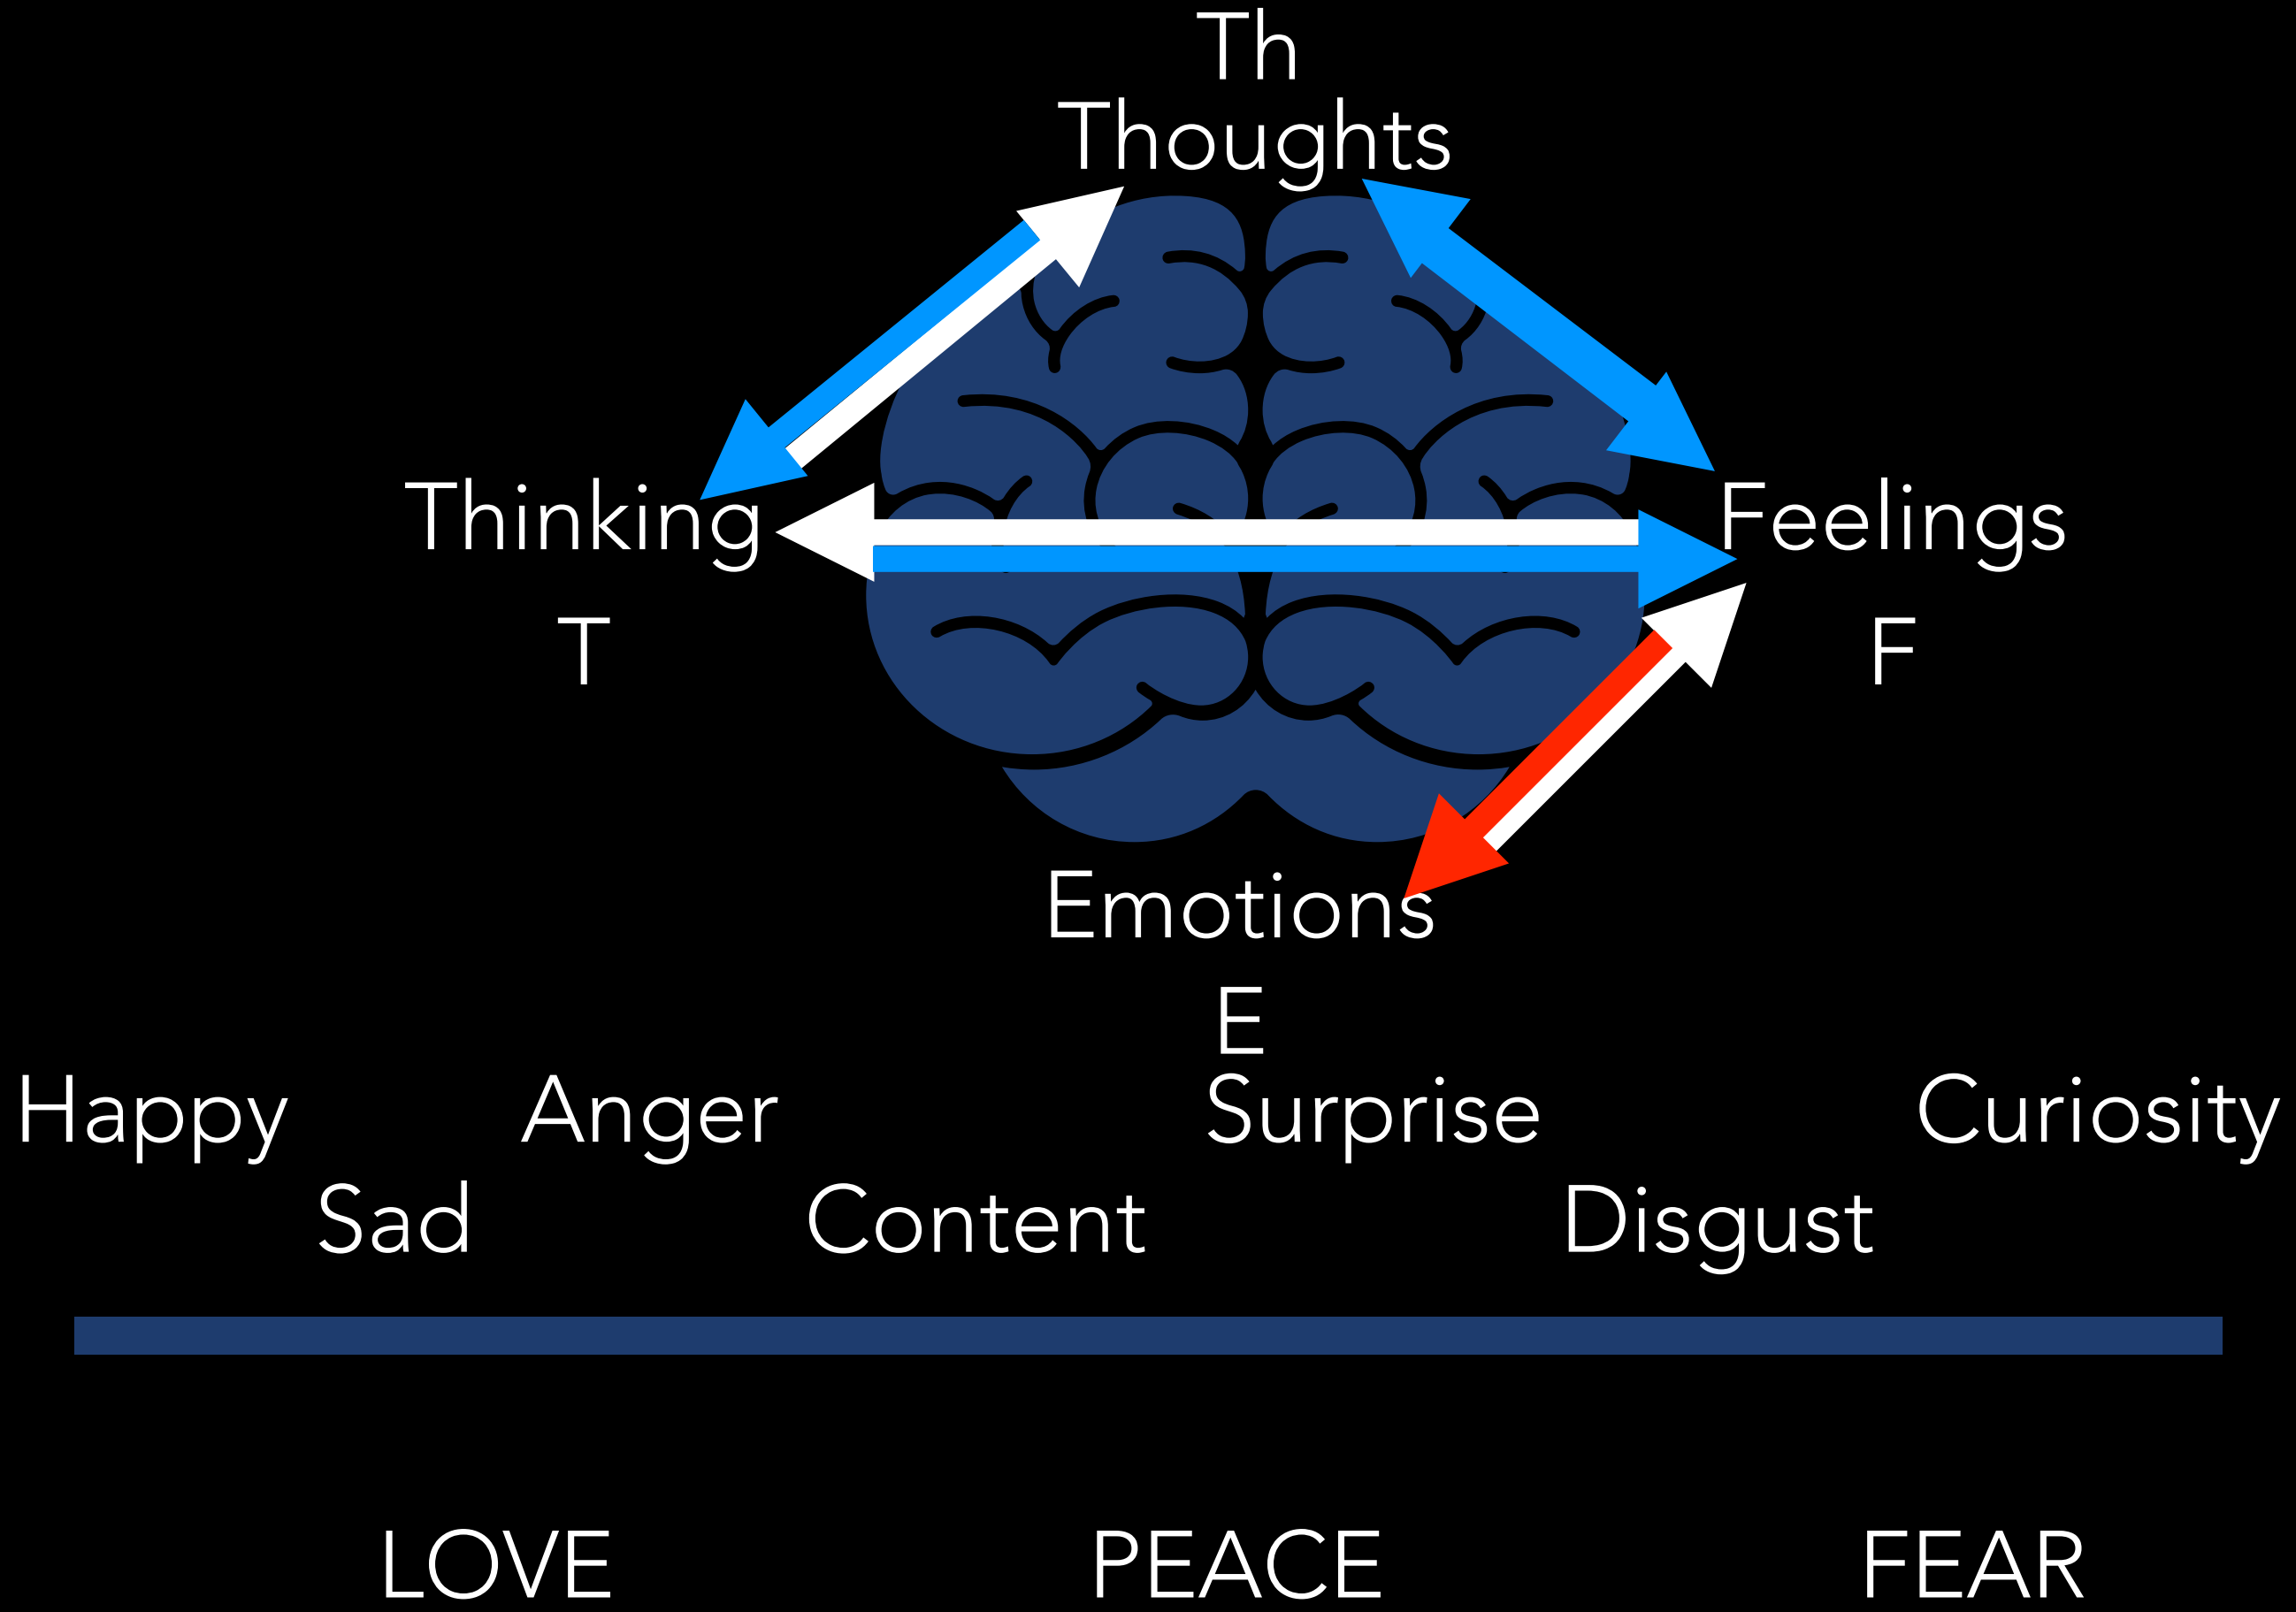 Th
Thoughts
Thinking
Feelings
T
F
Emotions
E
Happy
Anger
Surprise
Curiosity
Sad
Content
Disgust
LOVE
PEACE
FEAR